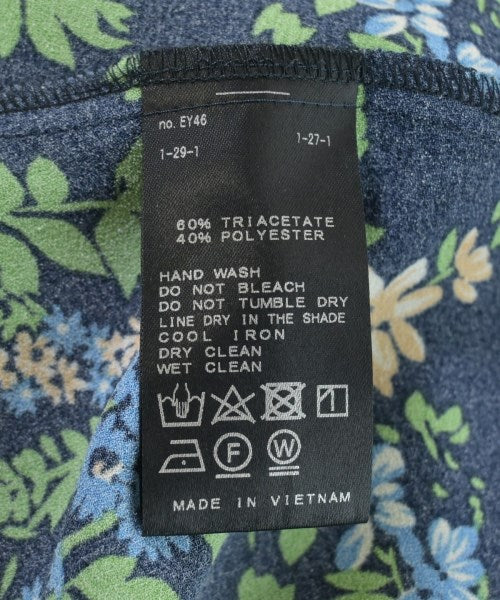 no. EY46
1-29-1 1-27-1
60% TRIACETATE
40% POLYESTER
HAND WASH
DO NOT BLEACH
DO NOT TUMBLE DRY
LINE DRY IN THE SHADE
COOL IRON
DRY CLEAN
WET CLEAN
F W
MADE IN VIETNAM